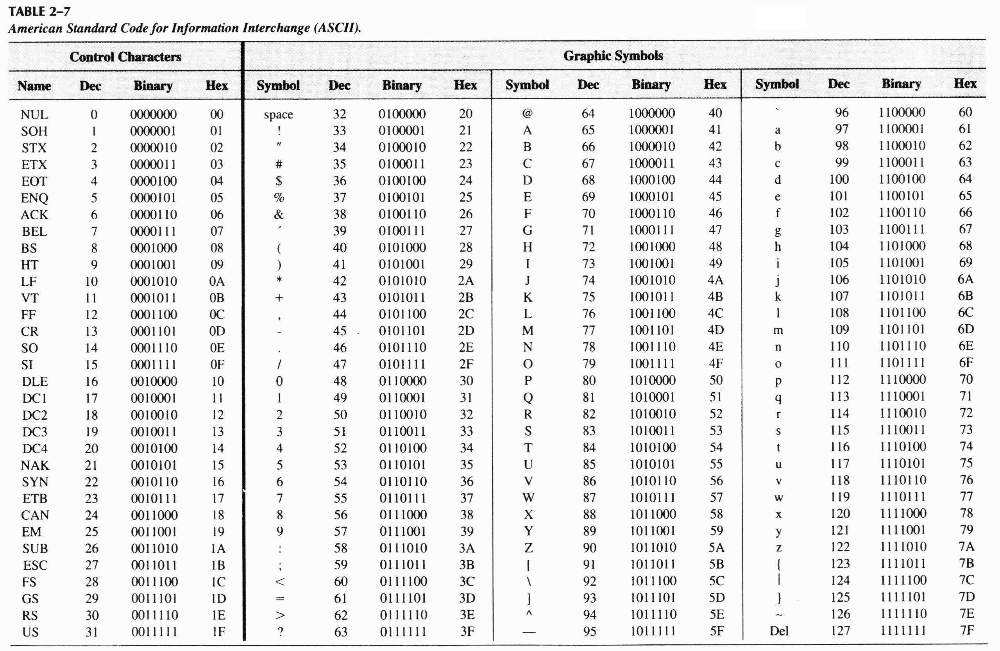 TABLE 2–7
American Standard Code for Information Interchange (ASCII).
Control Characters Graphic Symbols
Name Dec Binary Hex Symbol Dec Binary Hex Symbol Dec Binary Hex Symbol Dec Binary Hex
NUL 0 0000000 00 space 32 0100000 20 @ 64 1000000 40 ` 96 1100000 60
SOH 1 0000001 01 ! 33 0100001 21 A 65 1000001 41 a 97 1100001 61
STX 2 0000010 02 " 34 0100010 22 B 66 1000010 42 b 98 1100010 62
ETX 3 0000011 03 # 35 0100011 23 C 67 1000011 43 c 99 1100011 63
EOT 4 0000100 04 $ 36 0100100 24 D 68 1000100 44 d 100 1100100 64
ENQ 5 0000101 05 % 37 0100101 25 E 69 1000101 45 e 101 1100101 65
ACK 6 0000110 06 & 38 0100110 26 F 70 1000110 46 f 102 1100110 66
BEL 7 0000111 07 ´ 39 0100111 27 G 71 1000111 47 g 103 1100111 67
BS 8 0001000 08 ( 40 0101000 28 H 72 1001000 48 h 104 1101000 68
HT 9 0001001 09 ) 41 0101001 29 I 73 1001001 49 i 105 1101001 69
LF 10 0001010 0A * 42 0101010 2A J 74 1001010 4A j 106 1101010 6A
VT 11 0001011 0B + 43 0101011 2B K 75 1001011 4B k 107 1101011 6B
FF 12 0001100 0C , 44 0101100 2C L 76 1001100 4C l 108 1101100 6C
CR 13 0001101 0D - 45 0101101 2D M 77 1001101 4D m 109 1101101 6D
SO 14 0001110 0E . 46 0101110 2E N 78 1001110 4E n 110 1101110 6E
SI 15 0001111 0F / 47 0101111 2F O 79 1001111 4F o 111 1101111 6F
DLE 16 0010000 10 0 48 0110000 30 P 80 1010000 50 p 112 1110000 70
DC1 17 0010001 11 1 49 0110001 31 Q 81 1010001 51 q 113 1110001 71
DC2 18 0010010 12 2 50 0110010 32 R 82 1010010 52 r 114 1110010 72
DC3 19 0010011 13 3 51 0110011 33 S 83 1010011 53 s 115 1110011 73
DC4 20 0010100 14 4 52 0110100 34 T 84 1010100 54 t 116 1110100 74
NAK 21 0010101 15 5 53 0110101 35 U 85 1010101 55 u 117 1110101 75
SYN 22 0010110 16 6 54 0110110 36 V 86 1010110 56 v 118 1110110 76
ETB 23 0010111 17 7 55 0110111 37 W 87 1010111 57 w 119 1110111 77
CAN 24 0011000 18 8 56 0111000 38 X 88 1011000 58 x 120 1111000 78
EM 25 0011001 19 9 57 0111001 39 Y 89 1011001 59 y 121 1111001 79
SUB 26 0011010 1A : 58 0111010 3A Z 90 1011010 5A z 122 1111010 7A
ESC 27 0011011 1B ; 59 0111011 3B [ 91 1011011 5B { 123 1111011 7B
FS 28 0011100 1C < 60 0111100 3C \ 92 1011100 5C | 124 1111100 7C
GS 29 0011101 1D = 61 0111101 3D ] 93 1011101 5D } 125 1111101 7D
RS 30 0011110 1E > 62 0111110 3E ^ 94 1011110 5E ~ 126 1111110 7E
US 31 0011111 1F ? 63 0111111 3F — 95 1011111 5F Del 127 1111111 7F